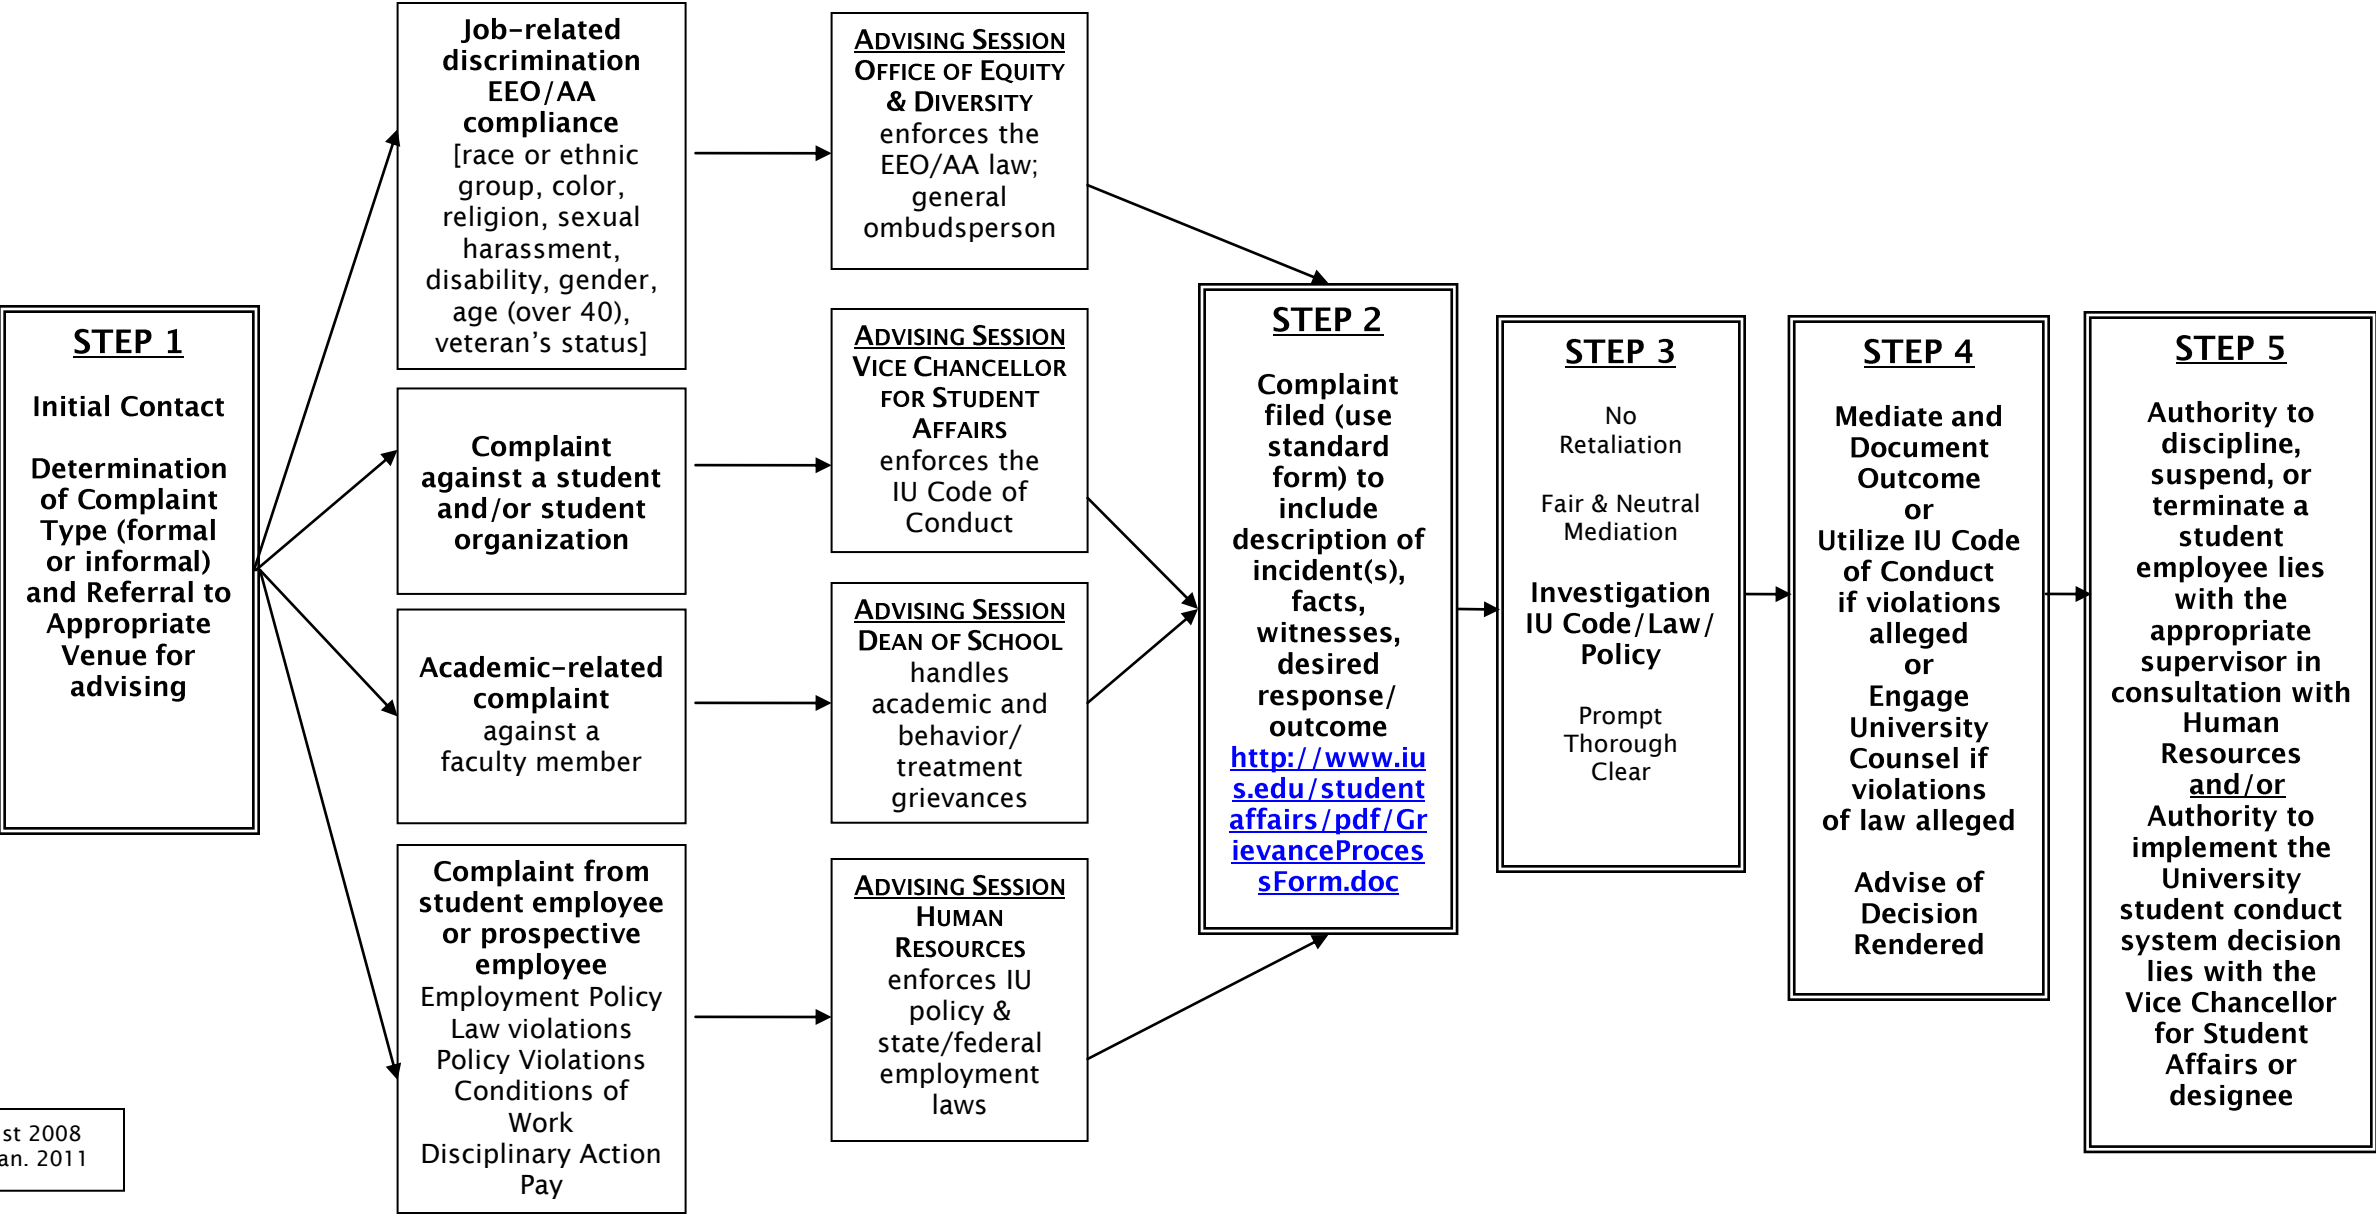 STEP 1
Initial Contact
Determination
of Complaint
Type (formal
or informal)
and Referral to
Appropriate
Venue for
advising
Job-related
discrimination
EEO/AA
compliance
[race or ethnic
group, color,
religion, sexual
harassment,
disability, gender,
age (over 40),
veteran's status]
Complaint
against a student
and/or student
organization
Academic-related
complaint
against a
faculty member
Complaint from
student employee
or prospective
employee
Employment Policy
Law violations
Policy Violations
Conditions of
Work
Disciplinary Action
Pay
ADVISING SESSION
OFFICE OF EQUITY
& DIVERSITY
enforces the
EEO/AA law;
general
ombudsperson
ADVISING SESSION
VICE CHANCELLOR
FOR STUDENT
AFFAIRS
enforces the
IU Code of
Conduct
ADVISING SESSION
DEAN OF SCHOOL
handles
academic and
behavior/
treatment
grievances
ADVISING SESSION
HUMAN
RESOURCES
enforces IU
policy &
state/federal
employment
laws
STEP 2
Complaint
filed (use
standard
form) to
include
description of
incident(s),
facts,
witnesses,
desired
response/
outcome
http://www.iu
s.edu/student
affairs/pdf/Gr
ievanceProces
sForm.doc
STEP 3
No
Retaliation
Fair & Neutral
Mediation
Investigation
IU Code/Law/
Policy
Prompt
Thorough
Clear
STEP 4
Mediate and
Document
Outcome
or
Utilize IU Code
of Conduct
if violations
alleged
or
Engage
University
Counsel if
violations
of law alleged
Advise of
Decision
Rendered
STEP 5
Authority to
discipline,
suspend, or
terminate a
student
employee lies
with the
appropriate
supervisor in
consultation with
Human
Resources
and/or
Authority to
implement the
University
student conduct
system decision
lies with the
Vice Chancellor
for Student
Affairs or
designee
st 2008
an. 2011